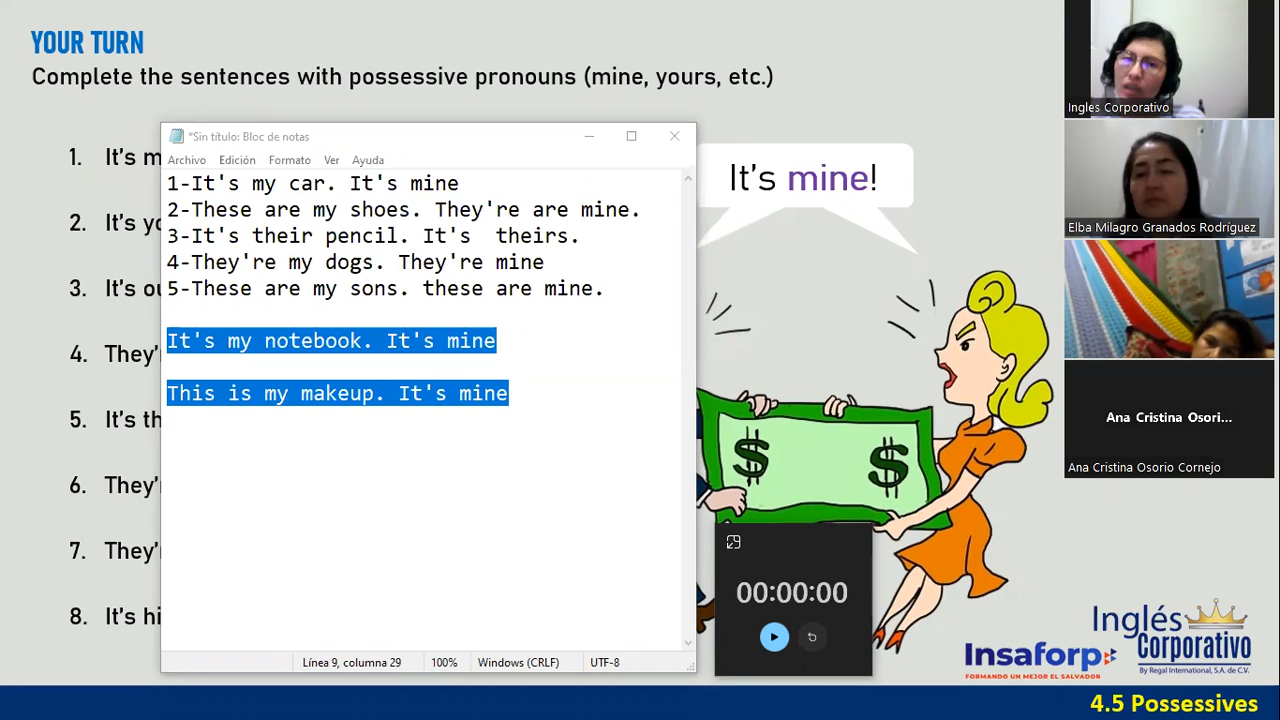 YOUR TURN
Complete the sentences with possessive pronouns (mine, yours, etc.)
1. It's m
2. It's yo
3. It's ou
4. They'r
5. It's th
6. They'r
7. They'r
8. It's hi
*Sin título: Bloc de notas
Archivo Edición Formato Ver Ayuda
1-It's my car. It's mine
2-These are my shoes. They're are mine.
3-It's their pencil. It's  theirs.
4-They're my dogs. They're mine
5-These are my sons. these are mine.
It's my notebook. It's mine
This is my makeup. It's mine
Línea 9, columna 29 100% Windows (CRLF) UTF-8
It's mine!
$ $
00:00:00
Ingles Corporativo
Elba Milagro Granados Rodríguez
Ana Cristina Osori...
Ana Cristina Osorio Cornejo
Insaforp
FORMANDO UN MEJOR EL SALVADOR
Inglés
Corporativo
By Regal International, S.A. de C.V.
4.5 Possessives